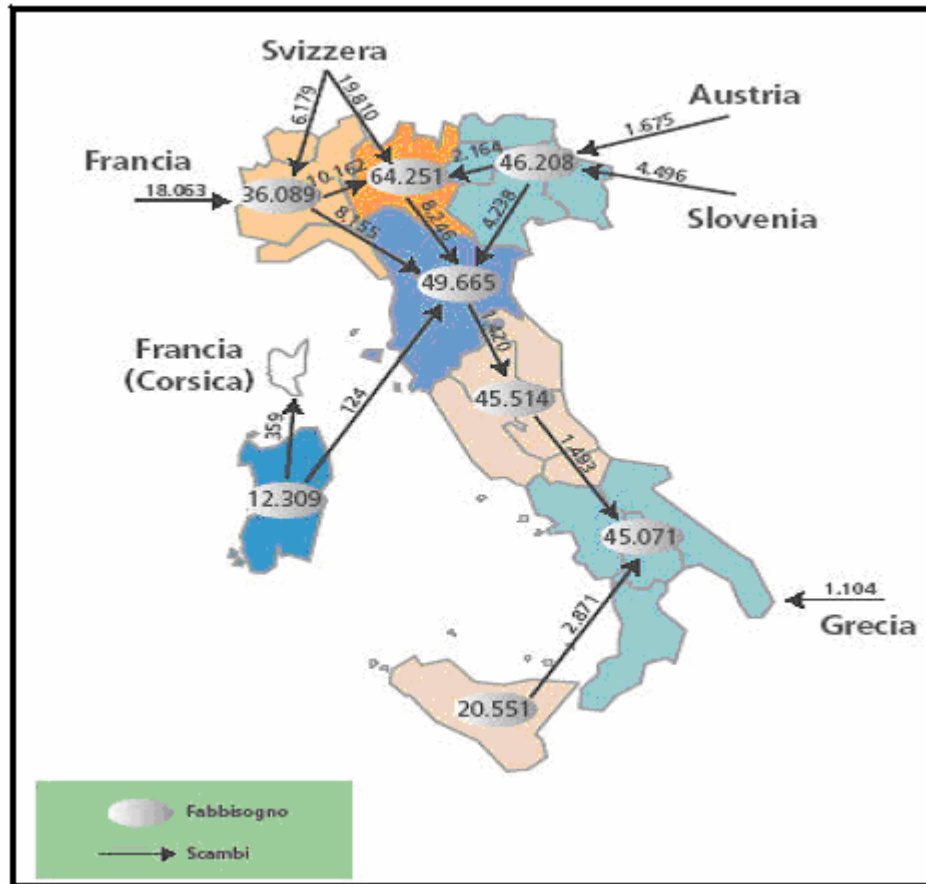 Svizzera
6.179
19.810
Austria
1.675
Francia
18.063
36.089
10.162
64.251
2.164
46.208
4.496
Slovenia
8.155
8.246
4.238
49.665
Francia
(Corsica)
359
124
1.420
45.514
12.309
1.493
45.071
1.104
Grecia
2.871
20.551
Fabbisogno
Scambi